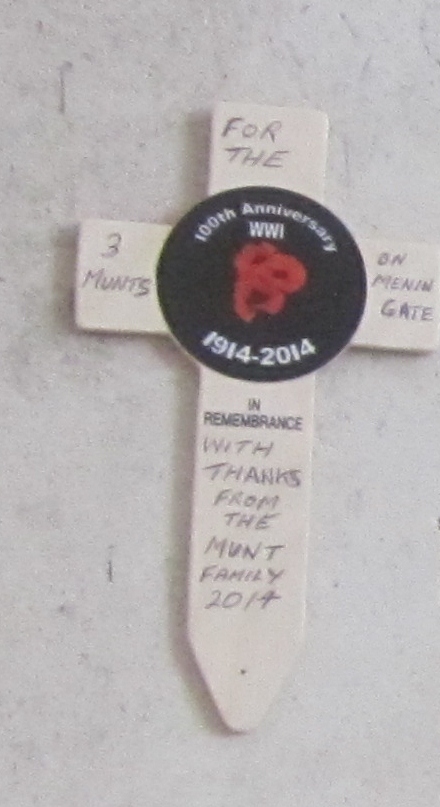 FOR
THE
3
MUNTS
ON
MENIN
GATE
100th Anniversary
WWI
1914-2014
IN
REMEMBRANCE
WITH
THANKS
FROM
THE
MUNT
FAMILY
2014